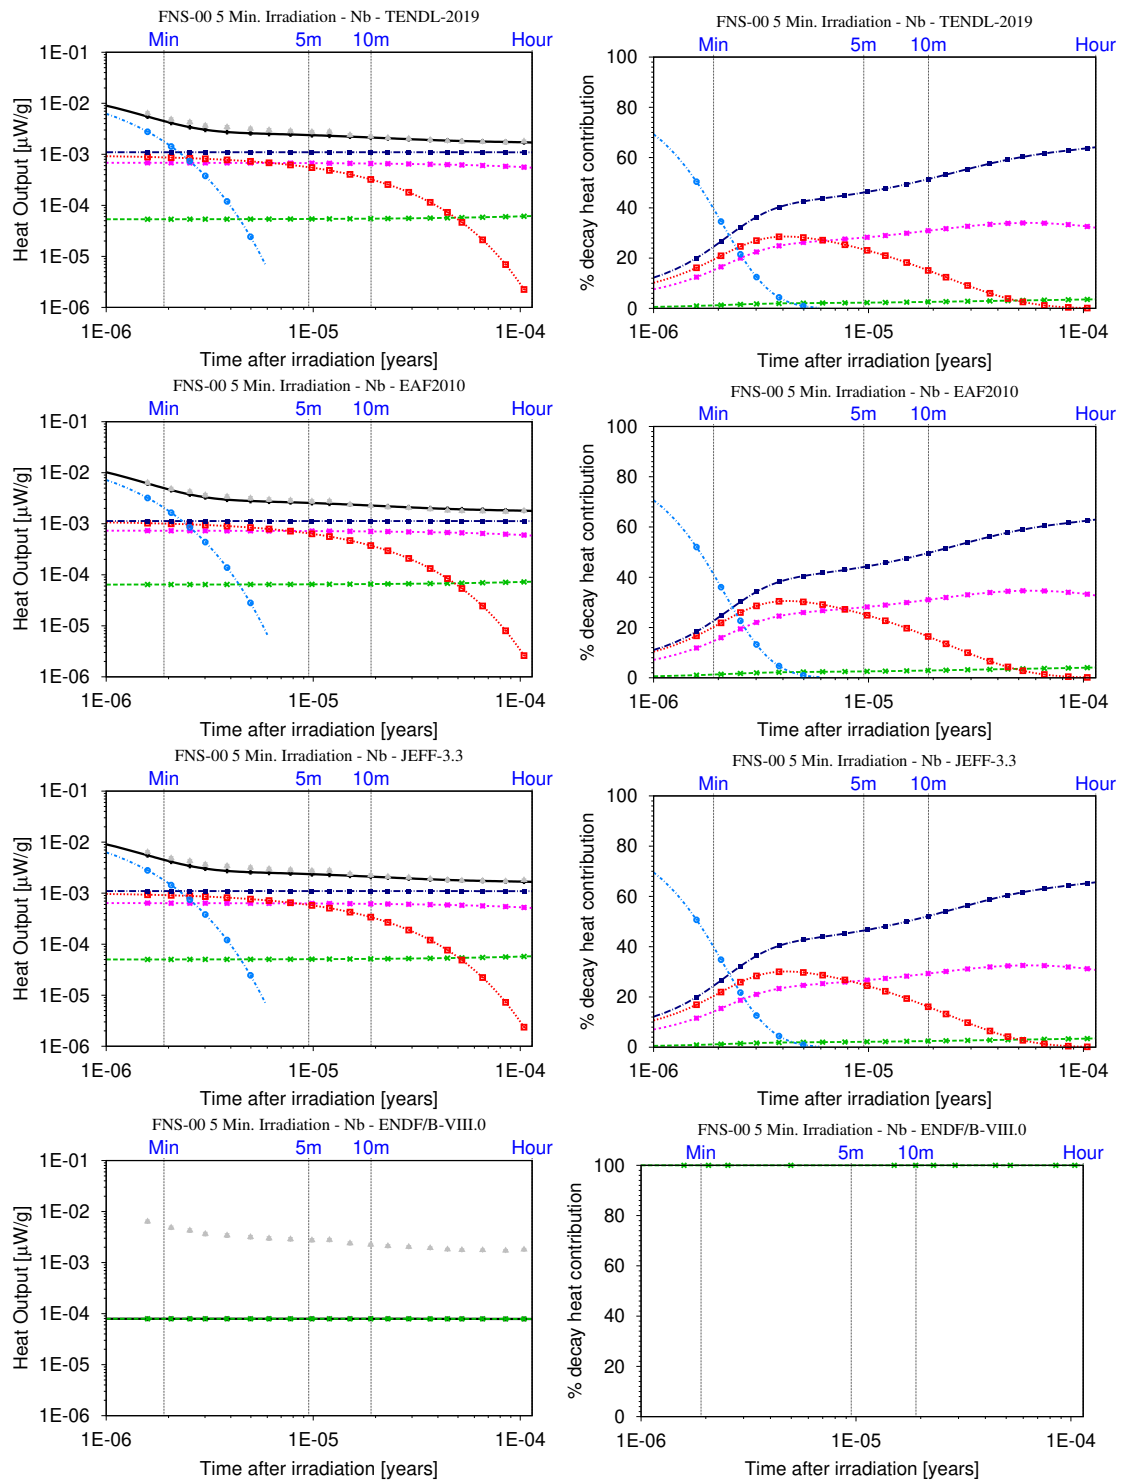 FNS-00 5 Min. Irradiation - Nb - TENDL-2019
Min 5m 10m Hour
1E-01
1E-02
1E-03
1E-04
1E-05
1E-06
Heat Output [µW/g]
1E-06 1E-05 1E-04
Time after irradiation [years]
FNS-00 5 Min. Irradiation - Nb - TENDL-2019
Min 5m 10m Hour
100
80
60
40
20
0
% decay heat contribution
1E-06 1E-05 1E-04
Time after irradiation [years]
FNS-00 5 Min. Irradiation - Nb - EAF2010
Min 5m 10m Hour
1E-01
1E-02
1E-03
1E-04
1E-05
1E-06
Heat Output [µW/g]
1E-06 1E-05 1E-04
Time after irradiation [years]
FNS-00 5 Min. Irradiation - Nb - EAF2010
Min 5m 10m Hour
100
80
60
40
20
0
% decay heat contribution
1E-06 1E-05 1E-04
Time after irradiation [years]
FNS-00 5 Min. Irradiation - Nb - JEFF-3.3
Min 5m 10m Hour
1E-01
1E-02
1E-03
1E-04
1E-05
1E-06
Heat Output [µW/g]
1E-06 1E-05 1E-04
Time after irradiation [years]
FNS-00 5 Min. Irradiation - Nb - JEFF-3.3
Min 5m 10m Hour
100
80
60
40
20
0
% decay heat contribution
1E-06 1E-05 1E-04
Time after irradiation [years]
FNS-00 5 Min. Irradiation - Nb - ENDF/B-VIII.0
Min 5m 10m Hour
1E-01
1E-02
1E-03
1E-04
1E-05
1E-06
Heat Output [µW/g]
1E-06 1E-05 1E-04
Time after irradiation [years]
FNS-00 5 Min. Irradiation - Nb - ENDF/B-VIII.0
Min 5m 10m Hour
100
80
60
40
20
0
% decay heat contribution
1E-06 1E-05 1E-04
Time after irradiation [years]